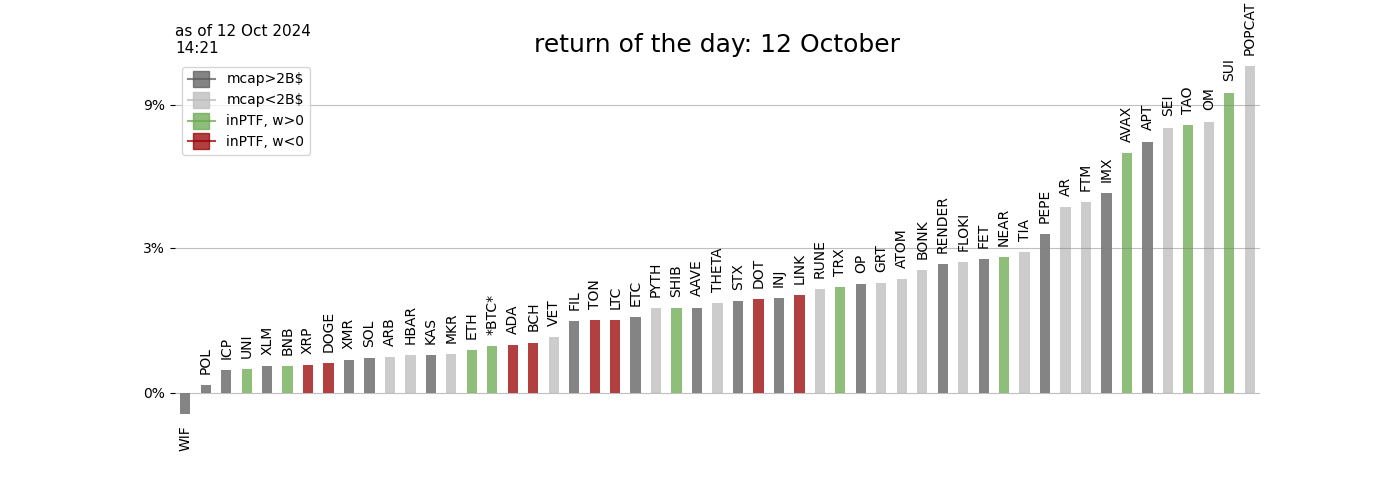 as of 12 Oct 2024
14:21
return of the day: 12 October
mcap>2B$
mcap<2B$
inPTF, w>0
inPTF, w<0
9%
3%
0%
WIF
POL
ICP
UNI
XLM
BNB
XRP
DOGE
XMR
SOL
ARB
HBAR
KAS
MKR
ETH
*BTC*
ADA
BCH
VET
FIL
TON
LTC
ETC
PYTH
SHIB
AAVE
THETA
STX
DOT
INJ
LINK
RUNE
TRX
OP
GRT
ATOM
BONK
RENDER
FLOKI
FET
NEAR
TIA
PEPE
AR
FTM
IMX
AVAX
APT
SEI
TAO
OM
SUI
POPCAT